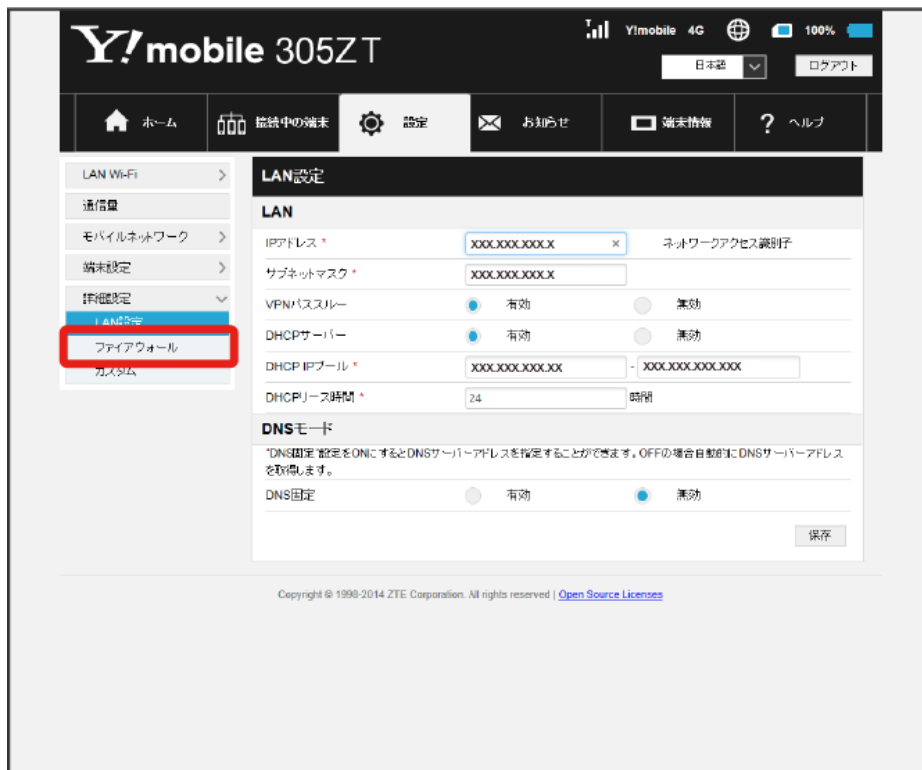 Y!mobile 305ZT
Y!mobile 4G 100%
日本語 ログアウト
ホーム 接続中の端末 設定 お知らせ 端末情報 ? ヘルプ
LAN Wi-Fi
通信量
モバイルネットワーク
端末設定
詳細設定
LAN設定
ファイアウォール
カスタム
LAN設定
LAN
IPアドレス * XXX.XXX.XXX.X × ネットワークアクセス識別子
サブネットマスク * XXX.XXX.XXX.X
VPNパススルー 有効 無効
DHCPサーバー 有効 無効
DHCP IPプール * XXX.XXX.XXX.XX - XXX.XXX.XXX.XXX
DHCPリース時間 * 24 時間
DNSモード
"DNS固定"設定をONにするとDNSサーバーアドレスを指定することができます。OFFの場合自動的にDNSサーバーアドレス
を取得します。
DNS固定 有効 無効
保存
Copyright © 1998-2014 ZTE Corporation. All rights reserved | Open Source Licenses